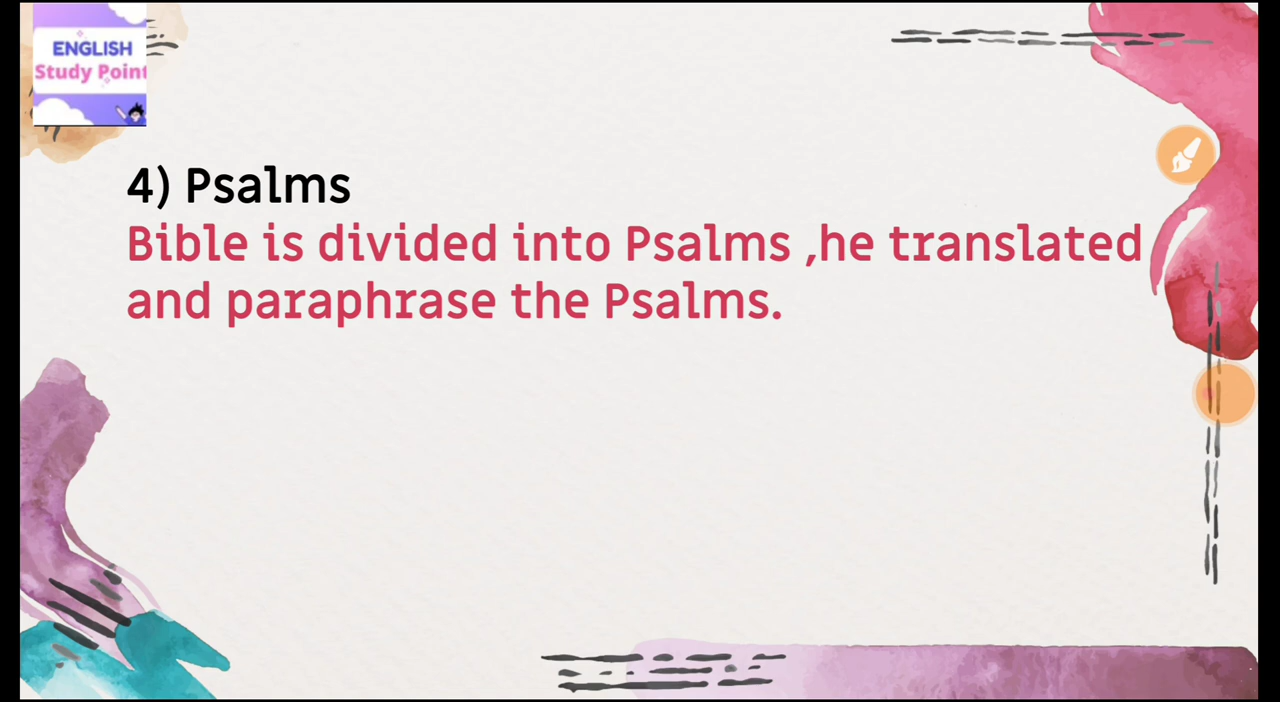 ENGLISH
Study Point
4) Psalms
Bible is divided into Psalms ,he translated
and paraphrase the Psalms.